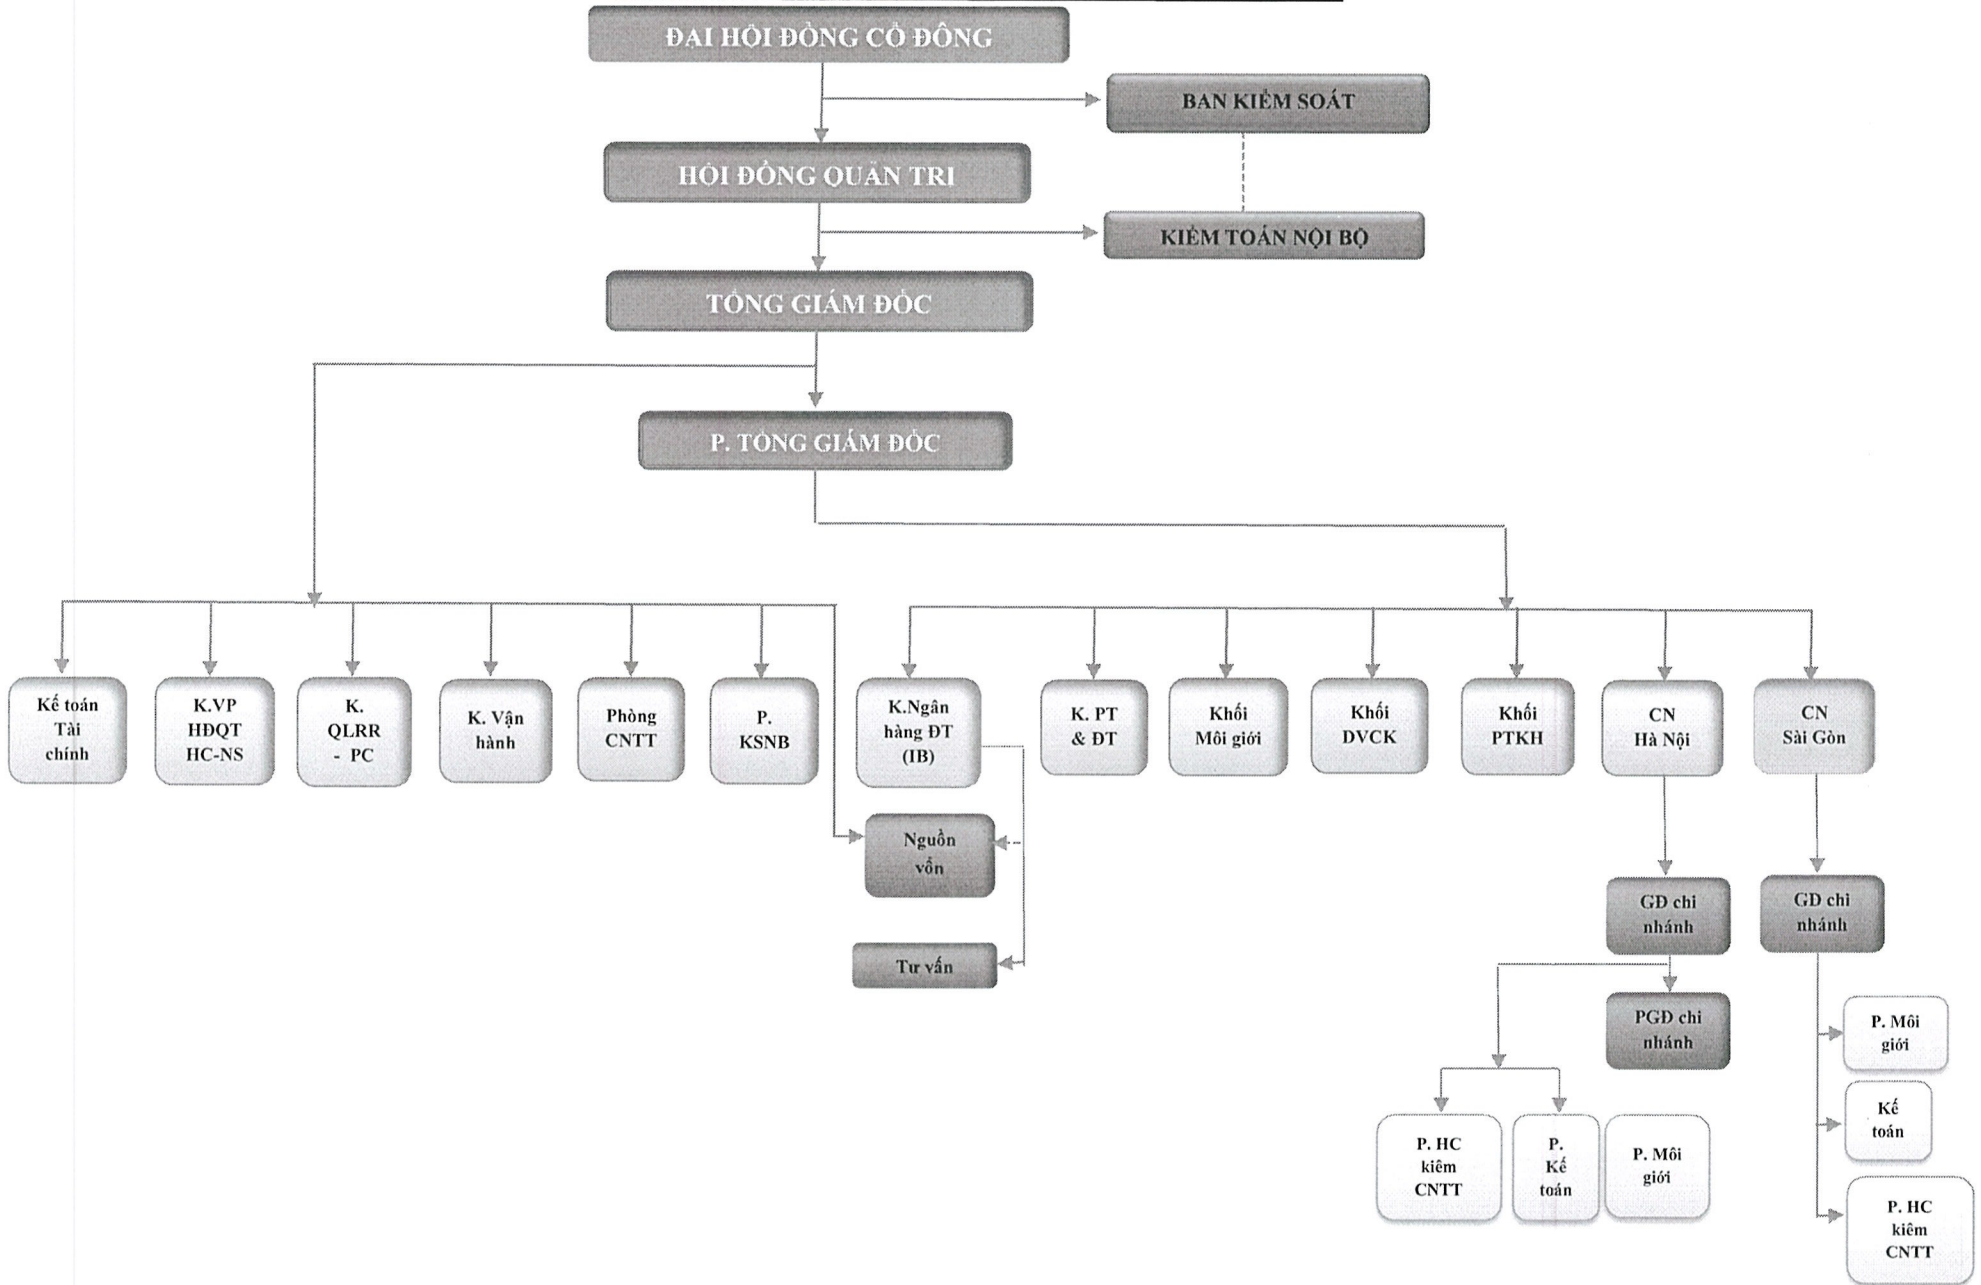 ĐẠI HỘI ĐỒNG CỔ ĐÔNG
BAN KIỂM SOÁT
HỘI ĐỒNG QUẢN TRỊ
KIỂM TOÁN NỘI BỘ
TỔNG GIÁM ĐỐC
P. TỔNG GIÁM ĐỐC
Kế toán
Tài
chính
K.VP
HĐQT
HC-NS
K.
QLRR
- PC
K. Vận
hành
Phòng
CNTT
P.
KSNB
K.Ngân
hàng ĐT
(IB)
K. PT
& ĐT
Khối
Môi giới
Khối
DVCK
Khối
PTKH
CN
Hà Nội
CN
Sài Gòn
Nguồn
vốn
Tư vấn
GĐ chi
nhánh
GĐ chi
nhánh
PGĐ chi
nhánh
P. HC
kiêm
CNTT
P.
Kế
toán
P. Môi
giới
P. Môi
giới
Kế
toán
P. HC
kiêm
CNTT